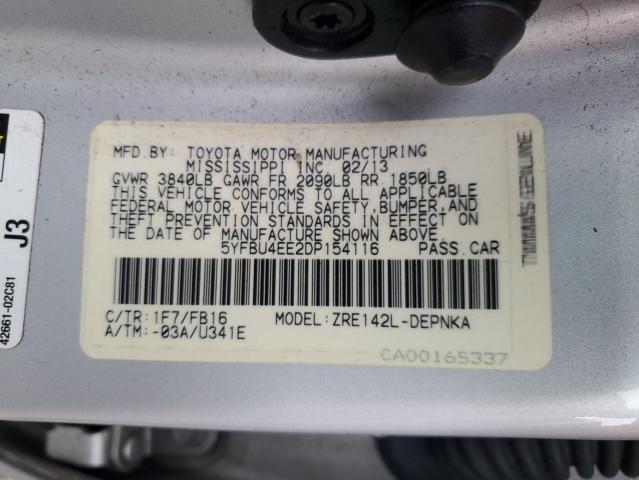 MFD.BY: TOYOTA MOTOR MANUFACTURING
MISSISSIPPI INC. 02/13
GVWR 3840LB GAWR FR 2090LB RR 1850LB
THIS VEHICLE CONFORMS TO ALL APPLICABLE
FEDERAL MOTOR VEHICLE SAFETY, BUMPER, AND
THEFT PREVENTION STANDARDS IN EFFECT ON
THE DATE OF MANUFACTURE SHOWN ABOVE.
5YFBU4EE2DP154116 PASS.CAR
C/TR:1F7/FB16 MODEL:ZRE142L-DEPNKA
A/TM:-03A/U341E
CA00165337
J3
42661-02C81